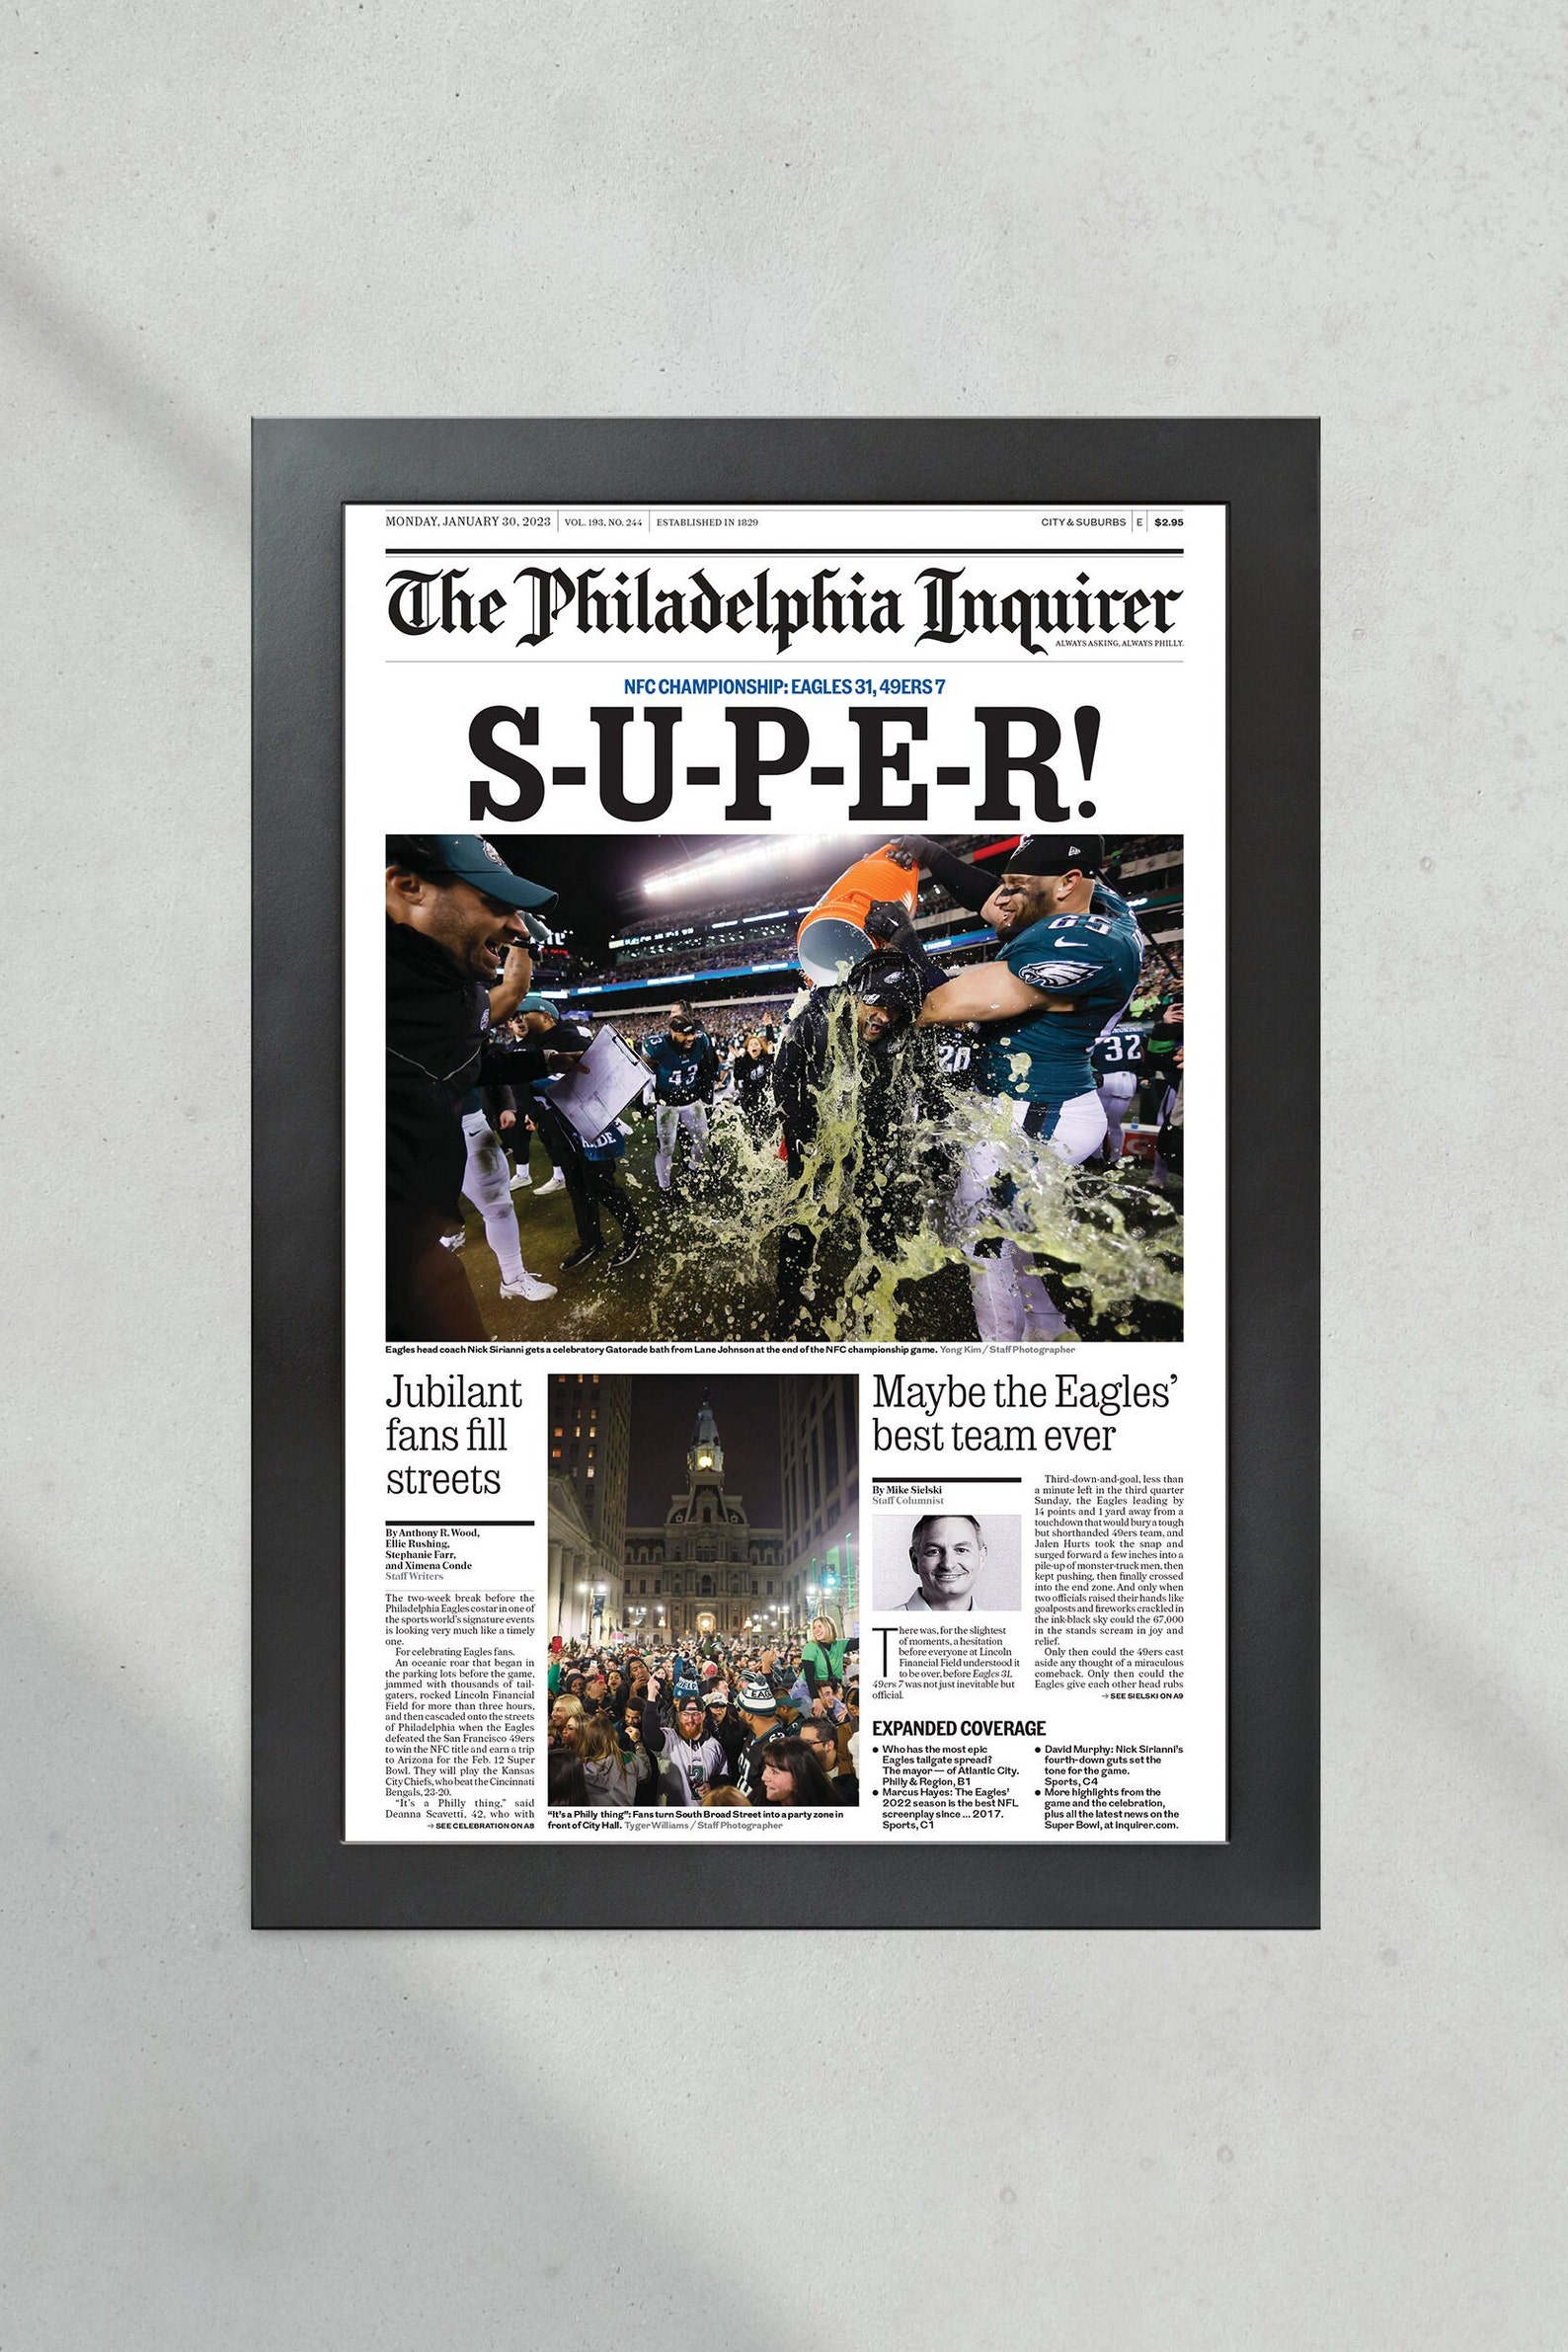 MONDAY, JANUARY 30, 2023 VOL. 193, NO. 244 ESTABLISHED IN 1829 CITY & SUBURBS E $2.95
The Philadelphia Inquirer
ALWAYS ASKING. ALWAYS PHILLY.
NFC CHAMPIONSHIP: EAGLES 31, 49ERS 7
S-U-P-E-R!
65
43
20
32
Eagles head coach Nick Sirianni gets a celebratory Gatorade bath from Lane Johnson at the end of the NFC championship game. Yong Kim / Staff Photographer
Jubilant
fans fill
streets
By Anthony R. Wood,
Ellie Rushing,
Stephanie Farr,
and Ximena Conde
Staff Writers
The two-week break before the
Philadelphia Eagles costar in one of
the sports world's signature events
is looking very much like a timely
one.
For celebrating Eagles fans.
An oceanic roar that began in
the parking lots before the game,
jammed with thousands of tail-
gaters, rocked Lincoln Financial
Field for more than three hours,
and then cascaded onto the streets
of Philadelphia when the Eagles
defeated the San Francisco 49ers
to win the NFC title and earn a trip
to Arizona for the Feb. 12 Super
Bowl. They will play the Kansas
City Chiefs, who beat the Cincinnati
Bengals, 23-20.
"It's a Philly thing," said
Deanna Scavetti, 42, who with
→ SEE CELEBRATION ON A8
"It's a Philly thing": Fans turn South Broad Street into a party zone in
front of City Hall. Tyger Williams / Staff Photographer
Maybe the Eagles'
best team ever
By Mike Sielski
Staff Columnist
There was, for the slightest
of moments, a hesitation
before everyone at Lincoln
Financial Field understood it
to be over, before Eagles 31,
49ers 7 was not just inevitable but
official.
Third-down-and-goal, less than
a minute left in the third quarter
Sunday, the Eagles leading by
14 points and 1 yard away from a
touchdown that would bury a tough
but shorthanded 49ers team, and
Jalen Hurts took the snap and
surged forward a few inches into a
pile-up of monster-truck men, then
kept pushing, then finally crossed
into the end zone. And only when
two officials raised their hands like
goalposts and fireworks crackled in
the ink-black sky could the 67,000
in the stands scream in joy and
relief.
Only then could the 49ers cast
aside any thought of a miraculous
comeback. Only then could the
Eagles give each other head rubs
→ SEE SIELSKI ON A9
EXPANDED COVERAGE
● Who has the most epic
Eagles tailgate spread?
The mayor — of Atlantic City.
Philly & Region, B1
● Marcus Hayes: The Eagles'
2022 season is the best NFL
screenplay since ... 2017.
Sports, C1
● David Murphy: Nick Sirianni's
fourth-down guts set the
tone for the game.
Sports, C4
● More highlights from the
game and the celebration,
plus all the latest news on the
Super Bowl, at inquirer.com.